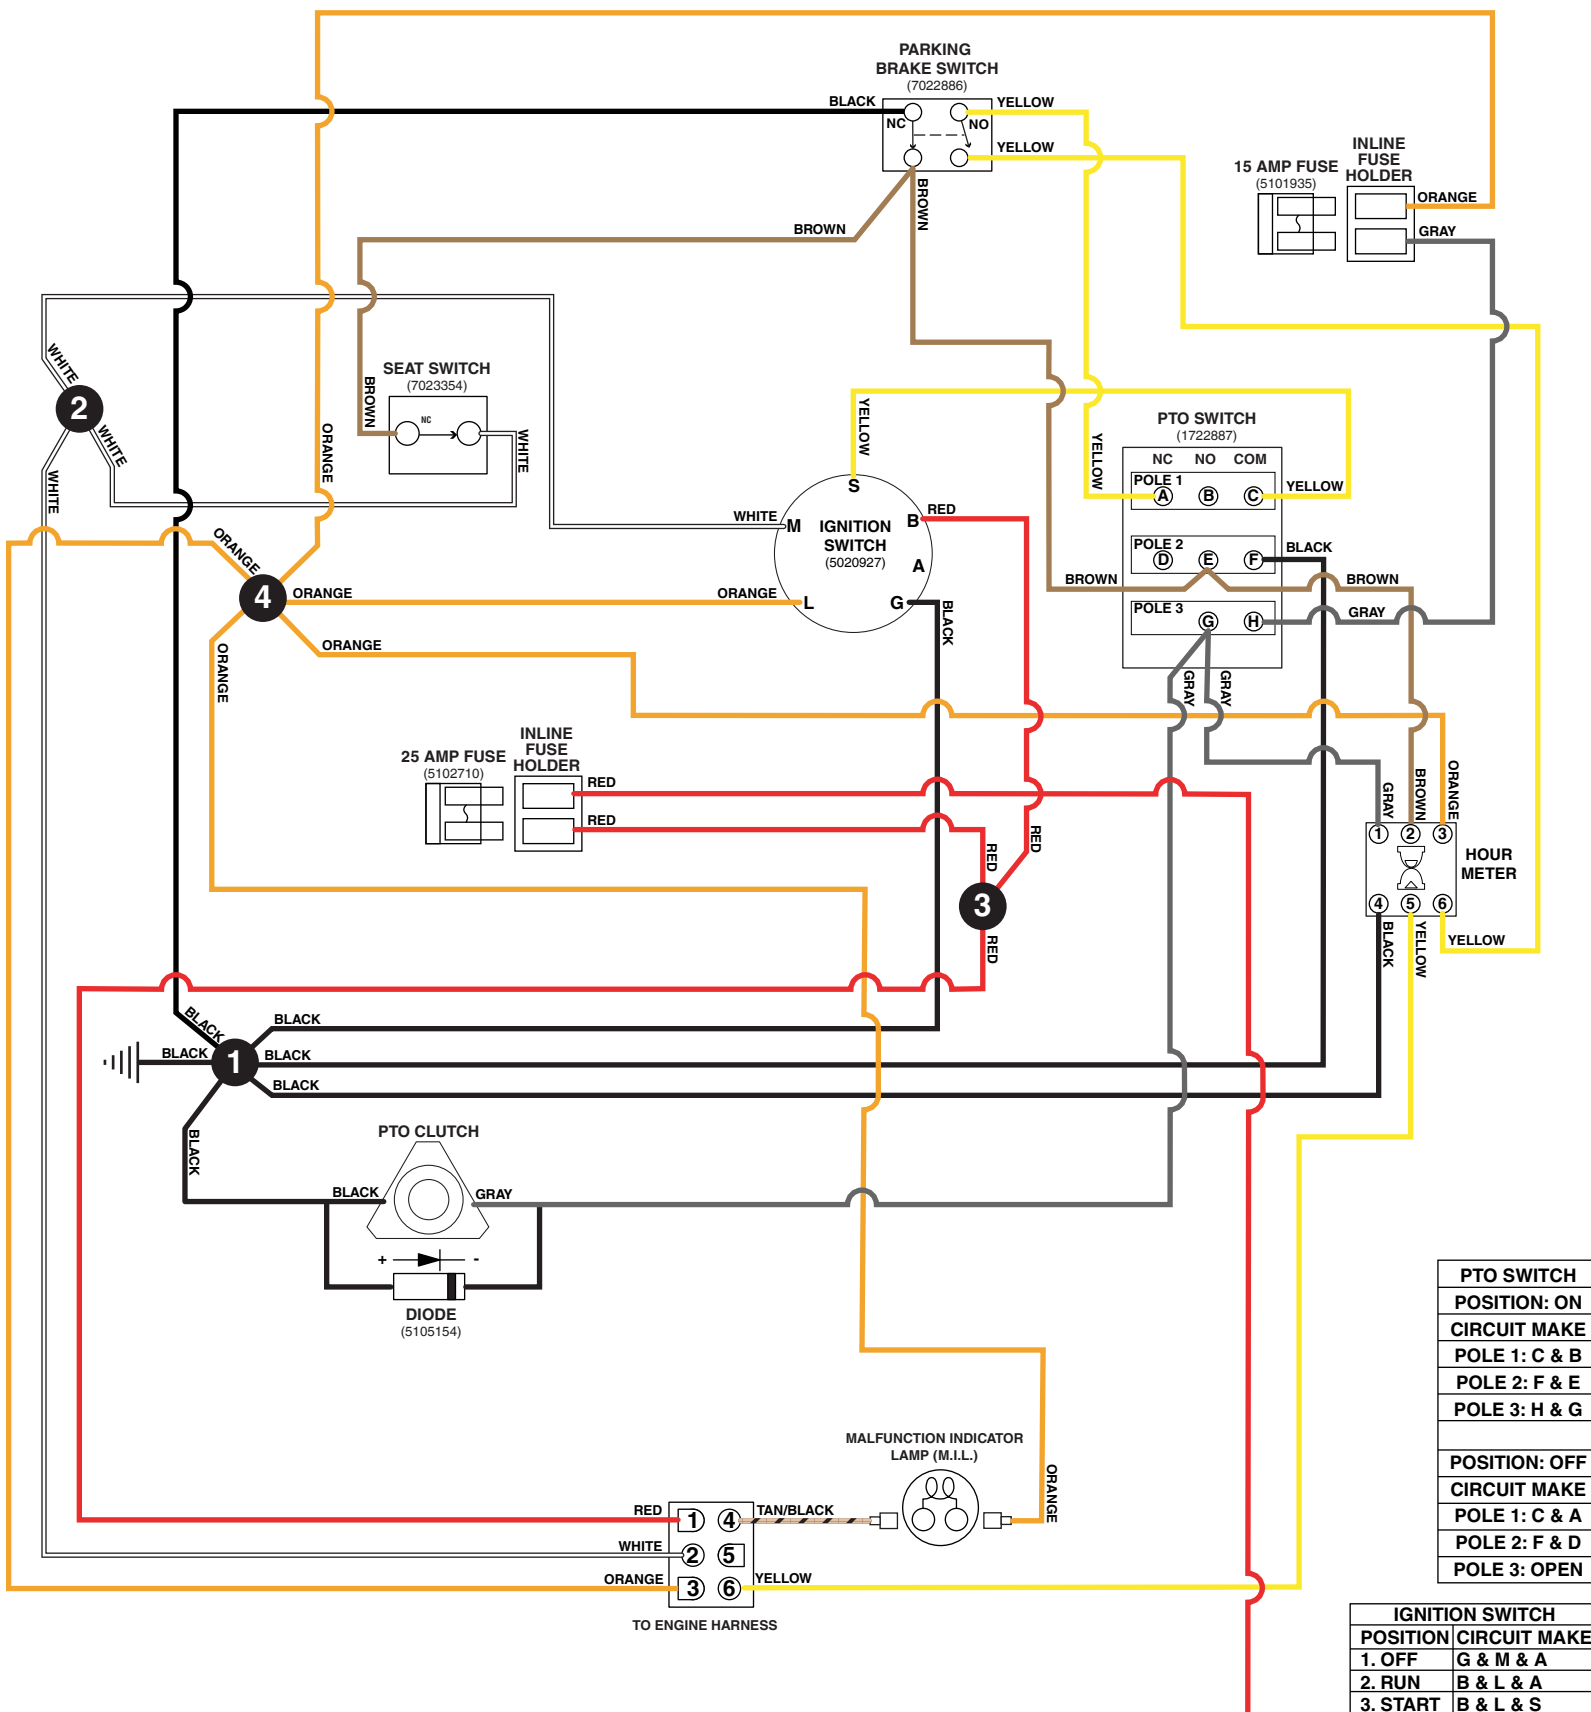 PARKING
BRAKE SWITCH
(7022886)
BLACK
YELLOW
NC
NO
YELLOW
BROWN
BROWN
15 AMP FUSE
(5101935)
INLINE
FUSE
HOLDER
ORANGE
GRAY
WHITE
2
WHITE
WHITE
SEAT SWITCH
(7023354)
NC
BROWN
WHITE
ORANGE
YELLOW
YELLOW
PTO SWITCH
(1722887)
NC NO COM
POLE 1
A B C
YELLOW
POLE 2
D E F
BLACK
BROWN
BROWN
POLE 3
G H
GRAY
GRAY
GRAY
S
WHITE
M
IGNITION
SWITCH
(5020927)
B
RED
A
L
G
BLACK
ORANGE
4
ORANGE
ORANGE
ORANGE
ORANGE
25 AMP FUSE
(5102710)
INLINE
FUSE
HOLDER
RED
RED
RED
RED
3
RED
GRAY
BROWN
ORANGE
1 2 3
HOUR
METER
4 5 6
BLACK
YELLOW
YELLOW
BLACK
BLACK
BLACK
1
BLACK
BLACK
BLACK
PTO CLUTCH
BLACK
GRAY
+ -
DIODE
(5105154)
MALFUNCTION INDICATOR
LAMP (M.I.L.)
ORANGE
RED
1 4
TAN/BLACK
WHITE
2 5
ORANGE
3 6
YELLOW
TO ENGINE HARNESS
PTO SWITCH
POSITION: ON
CIRCUIT MAKE
POLE 1: C & B
POLE 2: F & E
POLE 3: H & G
POSITION: OFF
CIRCUIT MAKE
POLE 1: C & A
POLE 2: F & D
POLE 3: OPEN
IGNITION SWITCH
POSITION CIRCUIT MAKE
1. OFF G & M & A
2. RUN B & L & A
3. START B & L & S